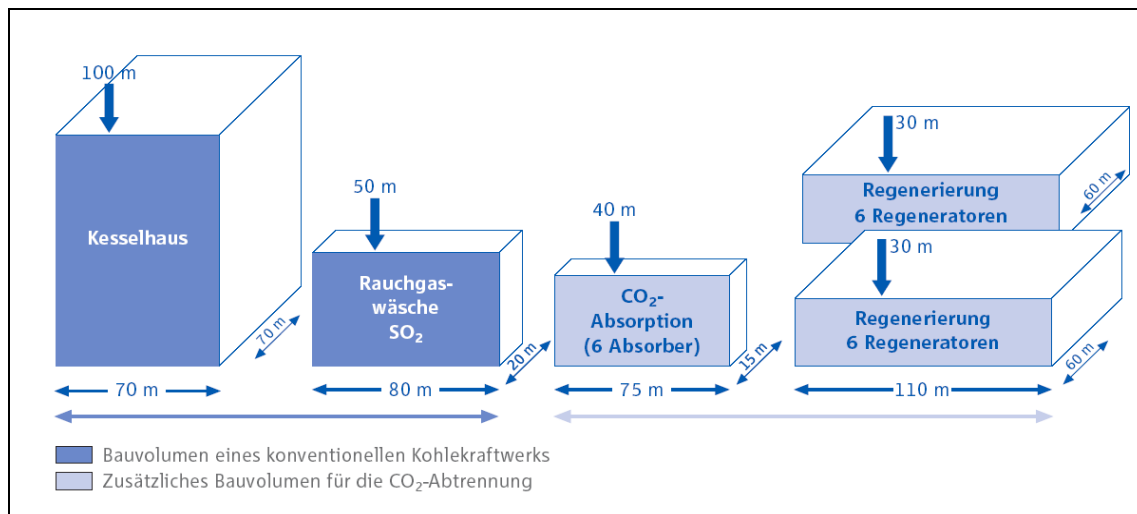 100 m
Kesselhaus
70 m
70 m
50 m
Rauchgas-
wäsche
SO₂
20 m
80 m
40 m
CO₂-
Absorption
(6 Absorber)
15 m
75 m
30 m
Regenerierung
6 Regeneratoren
60 m
30 m
Regenerierung
6 Regeneratoren
60 m
110 m
Bauvolumen eines konventionellen Kohlekraftwerks
Zusätzliches Bauvolumen für die CO₂-Abtrennung